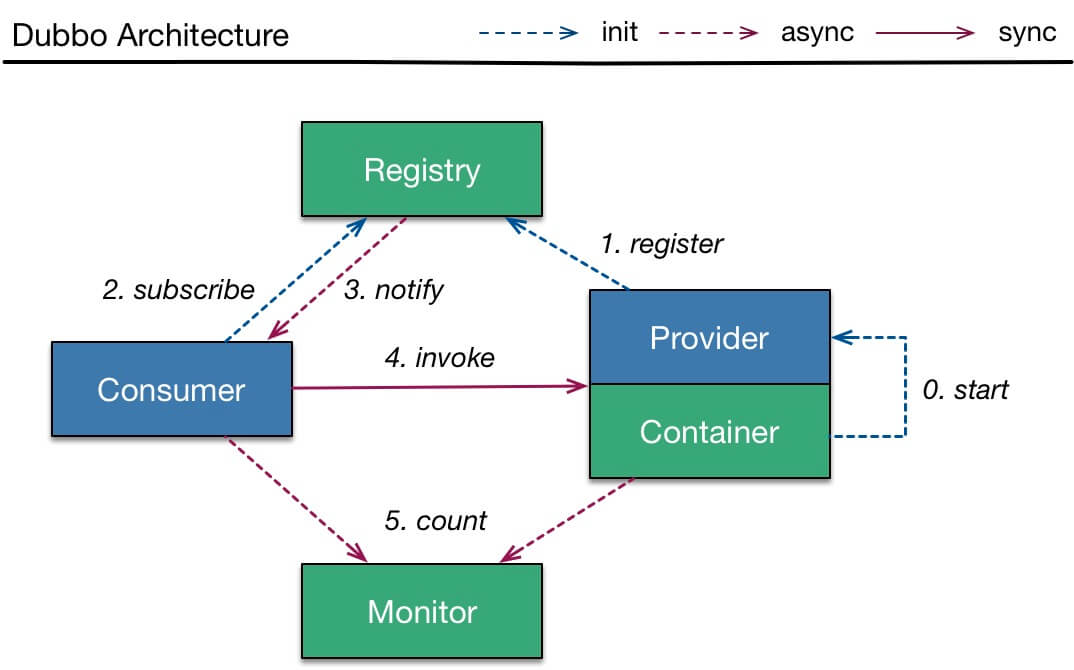 Dubbo Architecture
init
async
sync
Registry
1. register
2. subscribe
3. notify
Provider
4. invoke
Consumer
0. start
Container
5. count
Monitor